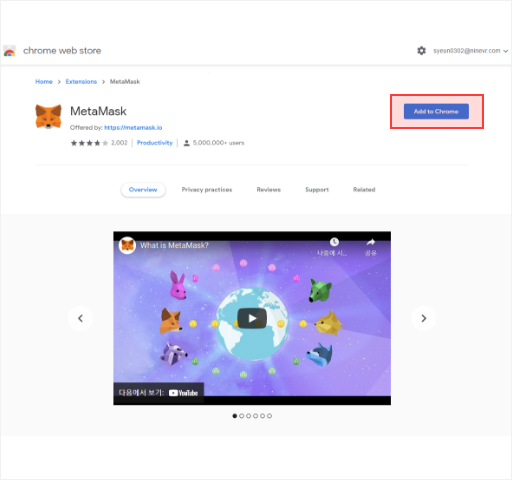 chrome web store
syeun0302@ninevr.com
Home > Extensions > MetaMask
MetaMask
Add to Chrome
Offered by: https://metamask.io
2,002 | Productivity | 5,000,000+ users
Overview
Privacy practices
Reviews
Support
Related
What is MetaMask?
나중에 시...
공유
다음에서 보기: YouTube